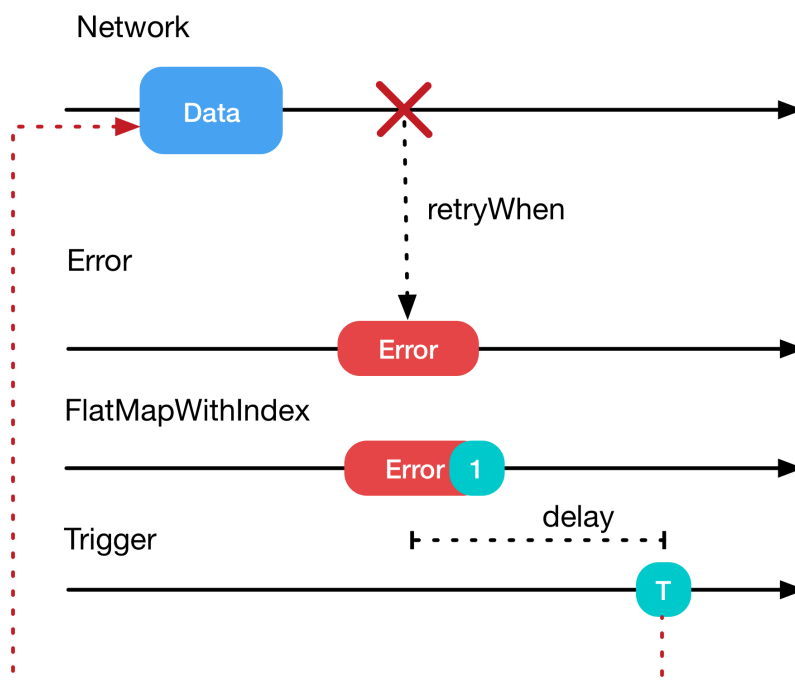 Network
Data
retryWhen
Error
Error
FlatMapWithIndex
Error 1
delay
Trigger
T